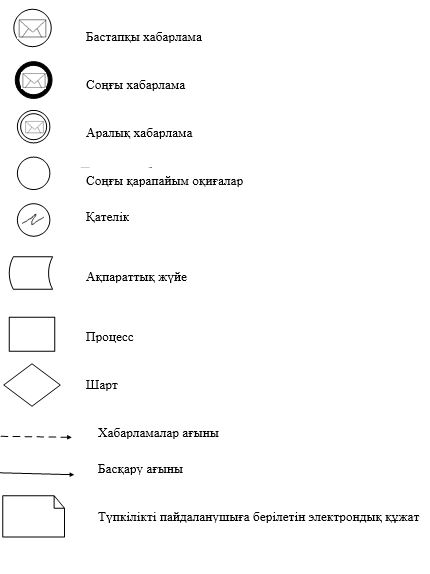 Бастапқы хабарлама
Соңғы хабарлама
Аралық хабарлама
Соңғы қарапайым оқиғалар
Қателік
Ақпараттық жүйе
Процесс
Шарт
Хабарламалар ағыны
Басқару ағыны
Түпкілікті пайдаланушыға берілетін электрондық құжат